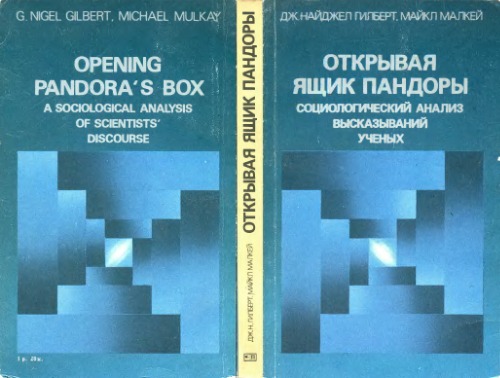 G. NIGEL GILBERT, MICHAEL MULKAY
OPENING
PANDORA'S BOX
A SOCIOLOGICAL ANALYSIS
OF SCIENTISTS'
DISCOURSE
ДЖ.Н. ГИЛБЕРТ, МАЙКЛ МАЛКЕЙ
ОТКРЫВАЯ ЯЩИК ПАНДОРЫ
ДЖ. НАЙДЖЕЛ ГИЛБЕРТ, МАЙКЛ МАЛКЕЙ
ОТКРЫВАЯ
ЯЩИК ПАНДОРЫ
СОЦИОЛОГИЧЕСКИЙ АНАЛИЗ
ВЫСКАЗЫВАНИЙ
УЧЕНЫХ